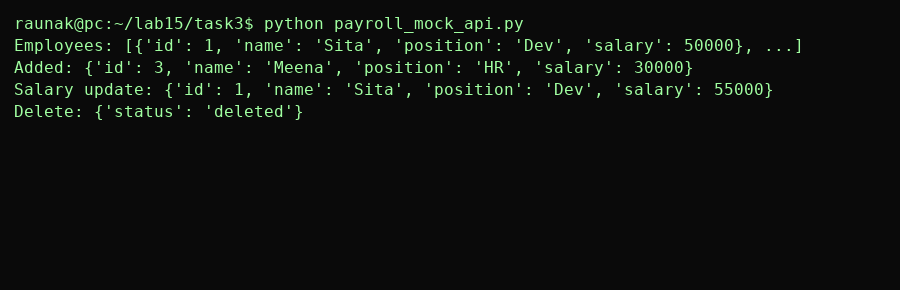 raunak@pc:~/lab15/task3$ python payroll_mock_api.py
Employees: [{'id': 1, 'name': 'Sita', 'position': 'Dev', 'salary': 50000}, ...]
Added: {'id': 3, 'name': 'Meena', 'position': 'HR', 'salary': 30000}
Salary update: {'id': 1, 'name': 'Sita', 'position': 'Dev', 'salary': 55000}
Delete: {'status': 'deleted'}